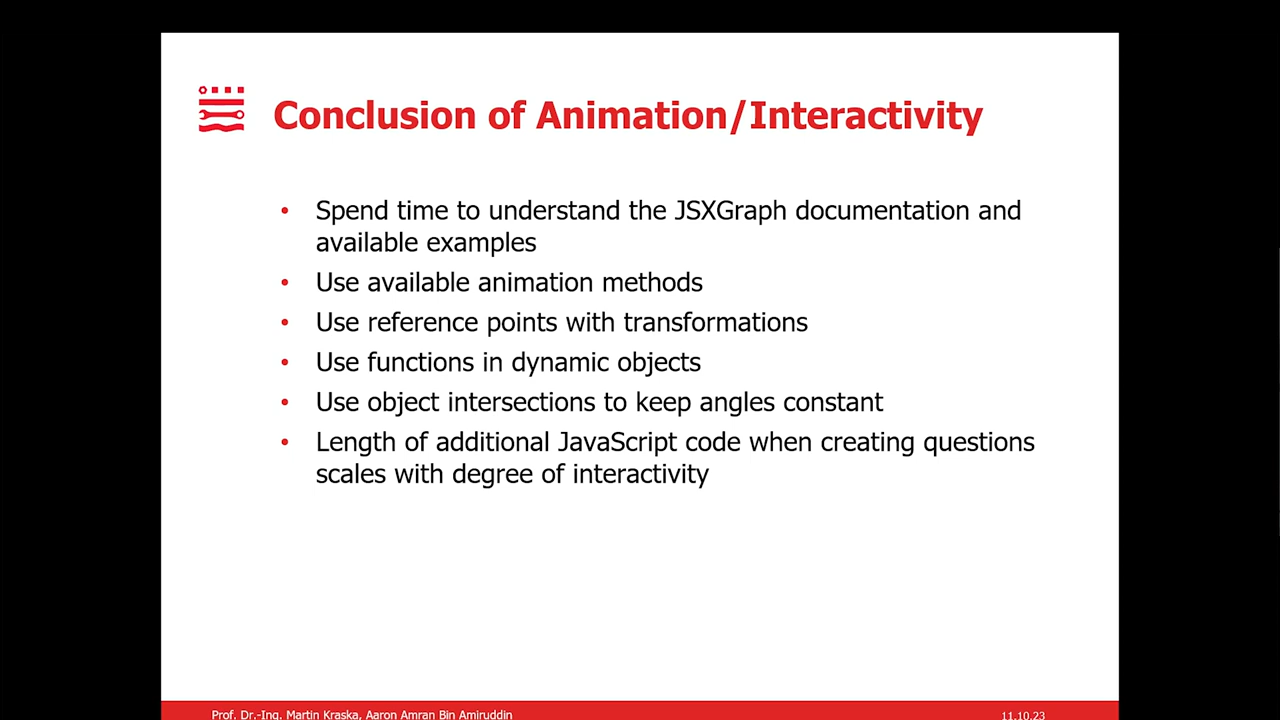 Conclusion of Animation/Interactivity
• Spend time to understand the JSXGraph documentation and
available examples
• Use available animation methods
• Use reference points with transformations
• Use functions in dynamic objects
• Use object intersections to keep angles constant
• Length of additional JavaScript code when creating questions
scales with degree of interactivity
Prof. Dr.-Ing. Martin Kraska, Aaron Amran Bin Amiruddin
11.10.23